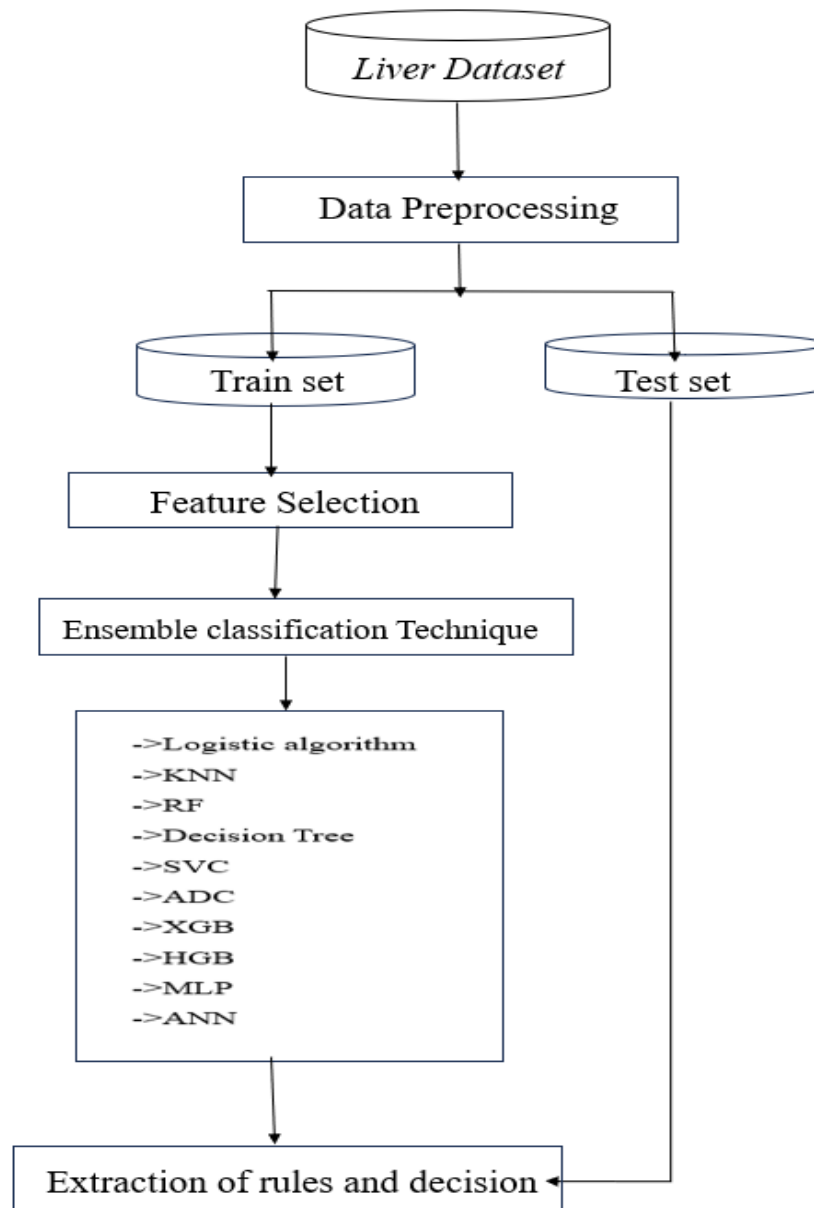 Liver Dataset
Data Preprocessing
Train set
Test set
Feature Selection
Ensemble classification Technique
->Logistic algorithm
->KNN
->RF
->Decision Tree
->SVC
->ADC
->XGB
->HGB
->MLP
->ANN
Extraction of rules and decision